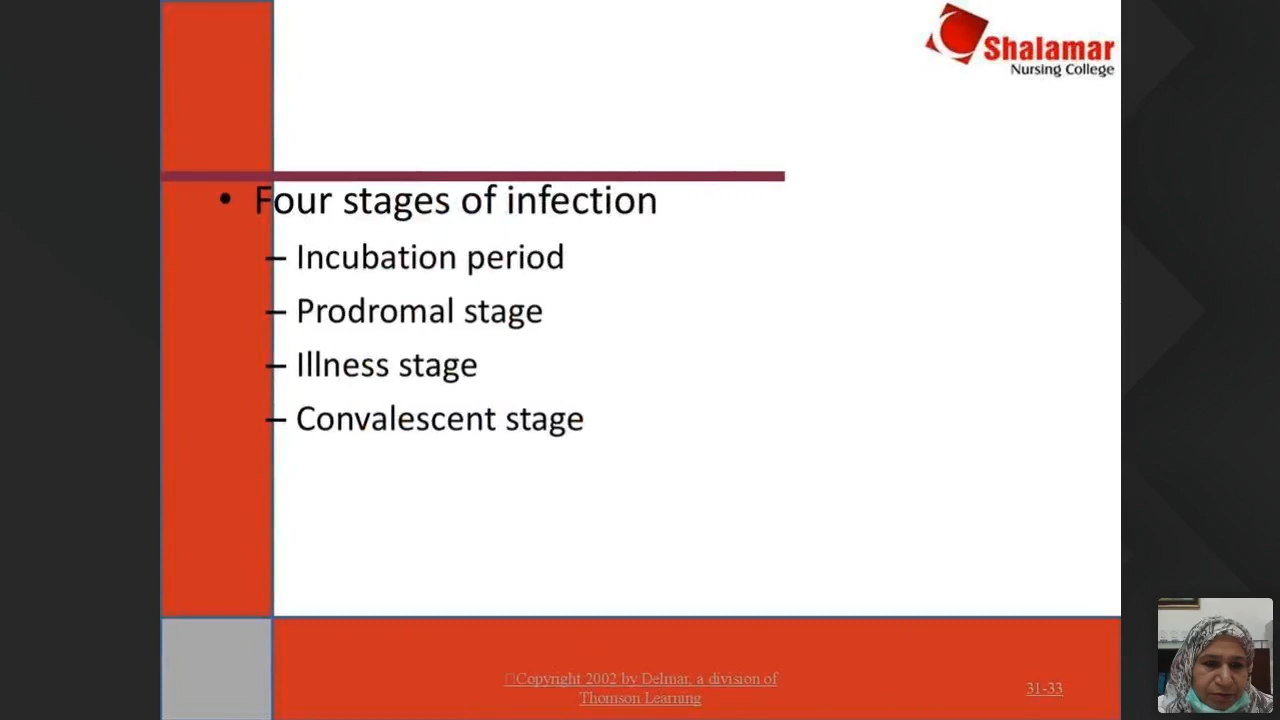 Shalamar
Nursing College
• Four stages of infection
– Incubation period
– Prodromal stage
– Illness stage
– Convalescent stage
Copyright 2002 by Delmar, a division of
Thomson Learning
31-33